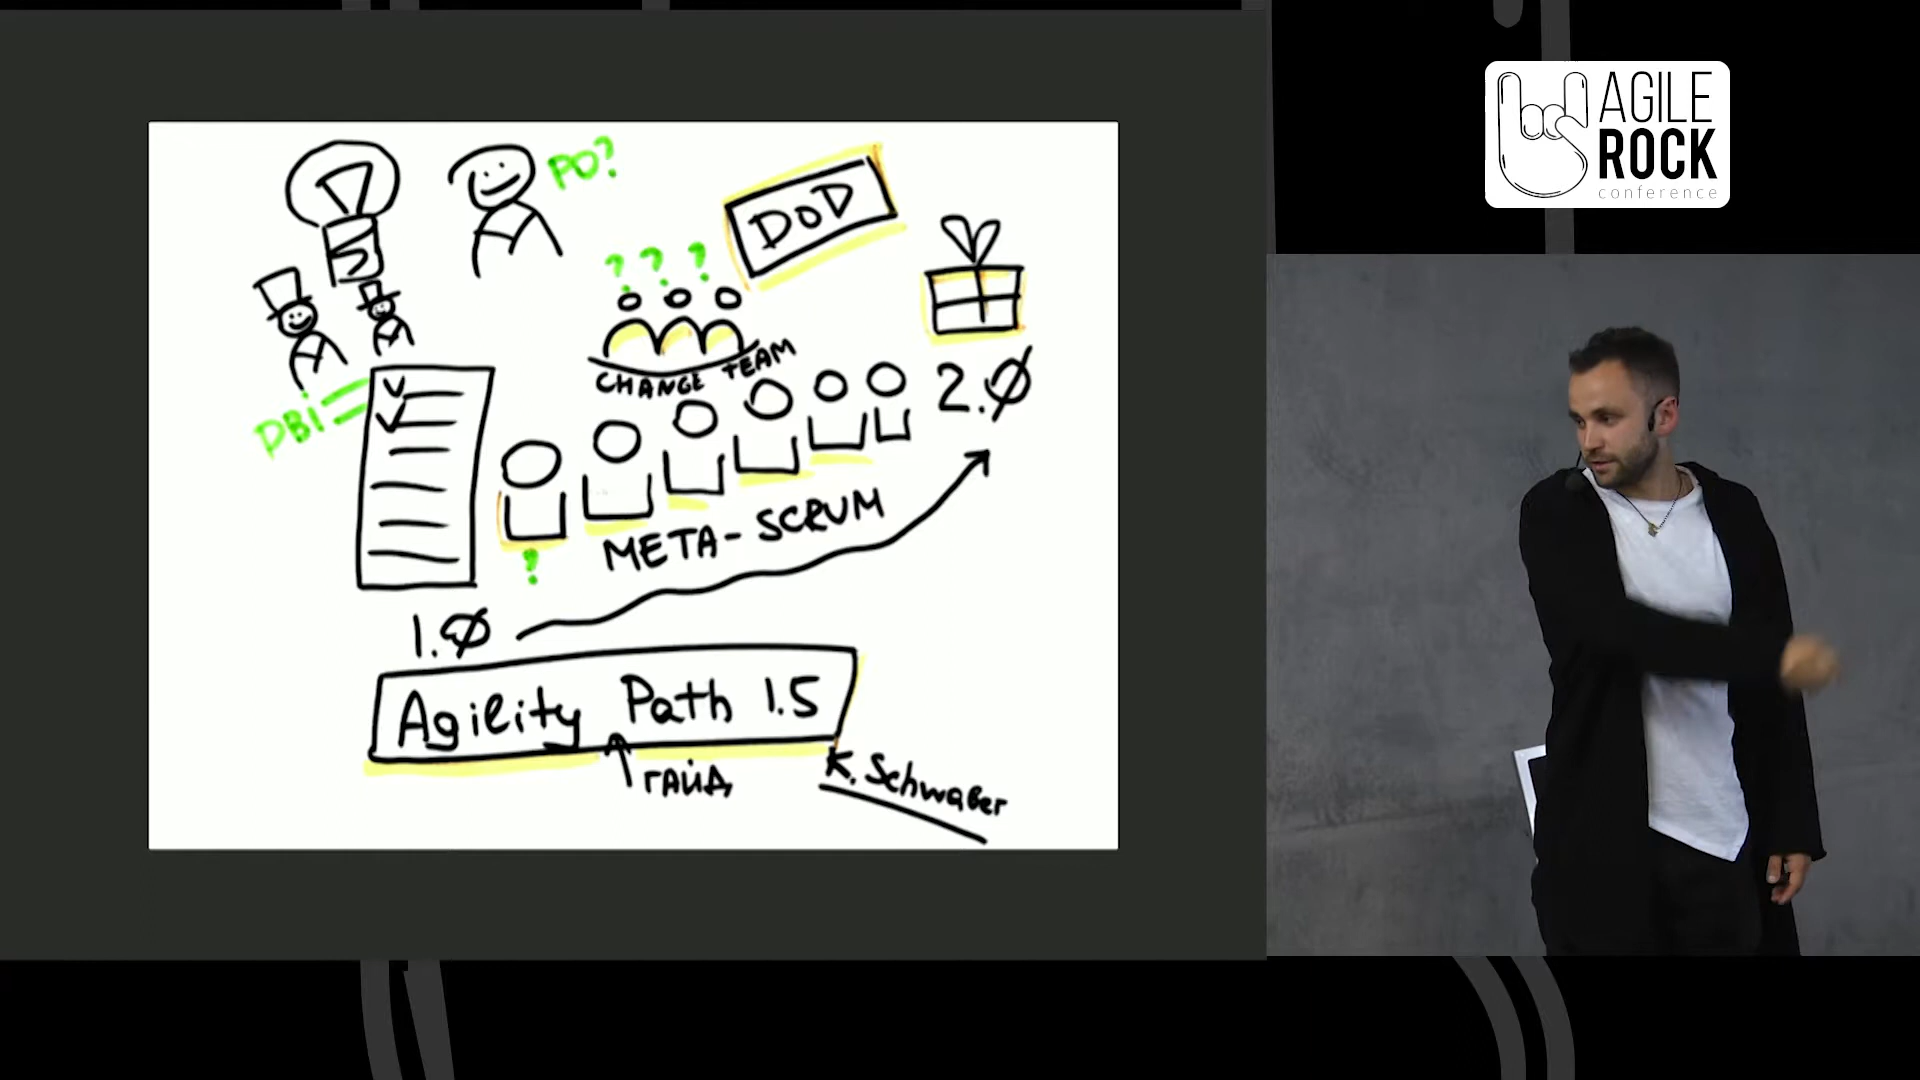 PO?
DOD
? ? ?
CHANGE TEAM
DBI
2.0
META-SCRUM
?
1.0
Agility Path 1.5
гайд
K. Schwaber
AGILE
ROCK
conference